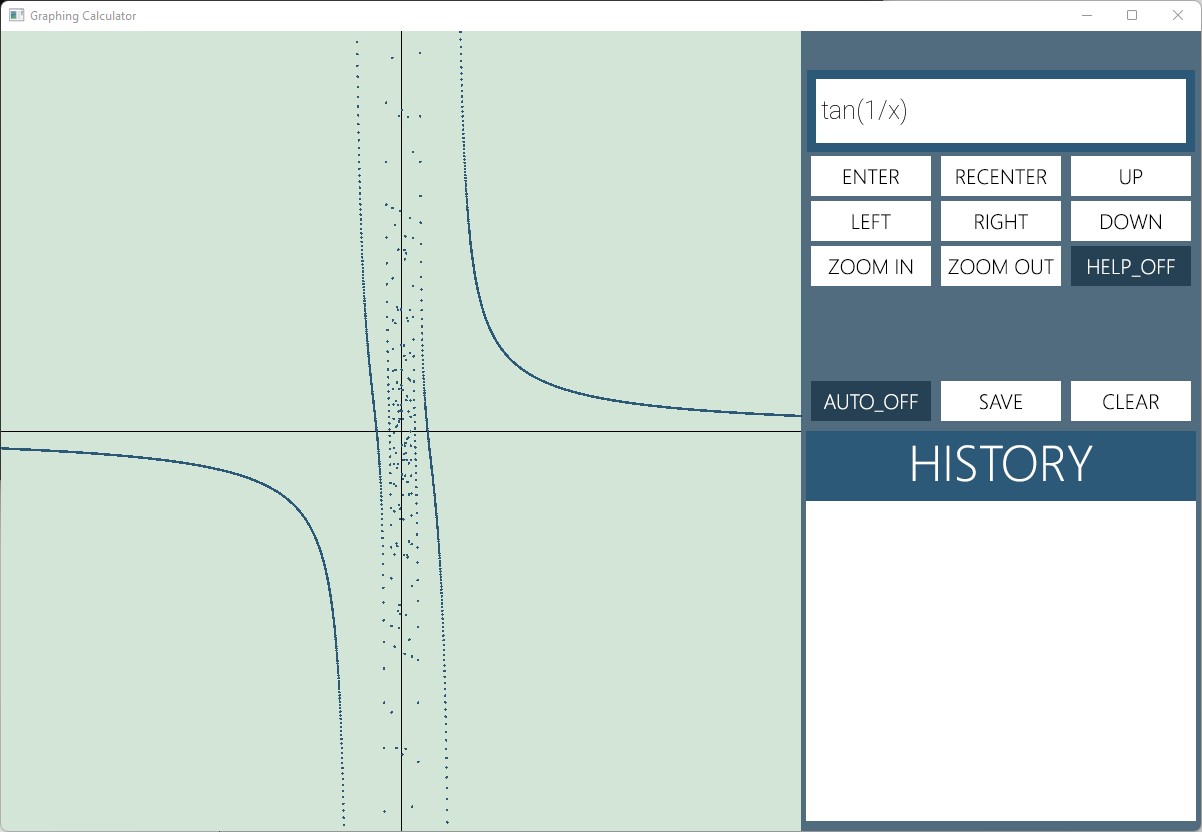 Graphing Calculator
tan(1/x)
ENTER RECENTER UP
LEFT RIGHT DOWN
ZOOM IN ZOOM OUT HELP_OFF
AUTO_OFF SAVE CLEAR
HISTORY